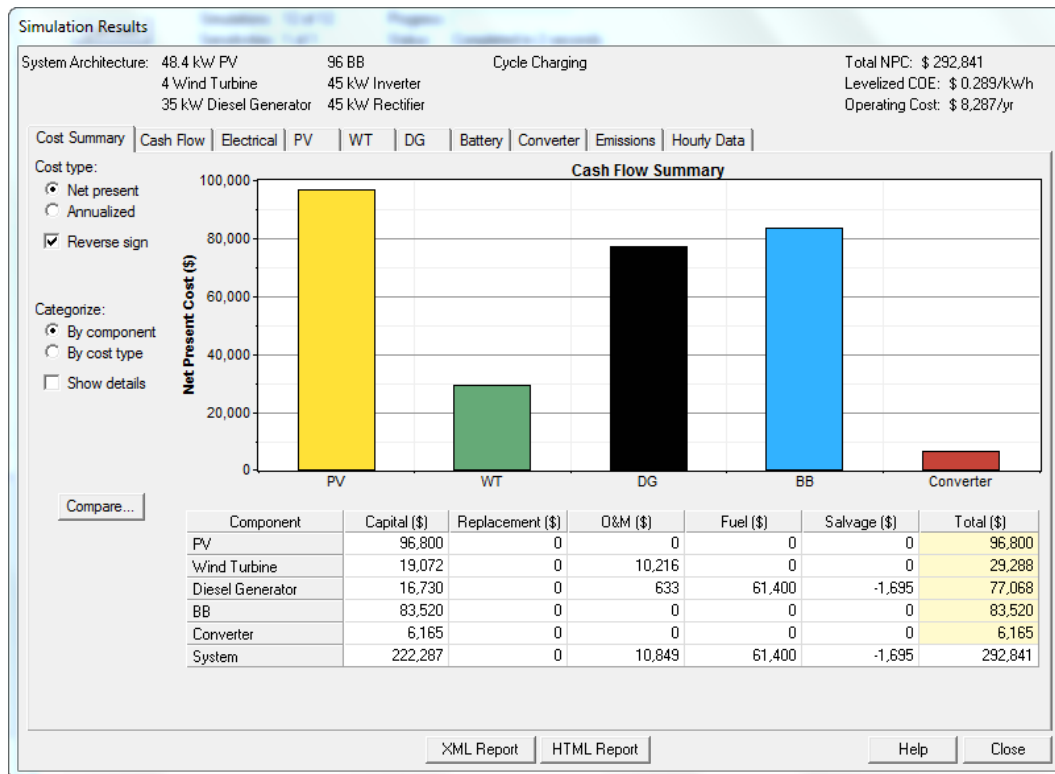 Simulation Results
System Architecture: 48.4 kW PV 96 BB Cycle Charging Total NPC: $ 292,841
4 Wind Turbine 45 kW Inverter Levelized COE: $ 0.289/kWh
35 kW Diesel Generator 45 kW Rectifier Operating Cost: $ 8,287/yr
Cost Summary Cash Flow Electrical PV WT DG Battery Converter Emissions Hourly Data
Cost type:
Net present
Annualized
Reverse sign
Categorize:
By component
By cost type
Show details
Compare...
Cash Flow Summary
Net Present Cost ($)
100,000
80,000
60,000
40,000
20,000
0
PV WT DG BB Converter
Component Capital ($) Replacement ($) O&M ($) Fuel ($) Salvage ($) Total ($)
PV 96,800 0 0 0 0 96,800
Wind Turbine 19,072 0 10,216 0 0 29,288
Diesel Generator 16,730 0 633 61,400 -1,695 77,068
BB 83,520 0 0 0 0 83,520
Converter 6,165 0 0 0 0 6,165
System 222,287 0 10,849 61,400 -1,695 292,841
XML Report HTML Report Help Close